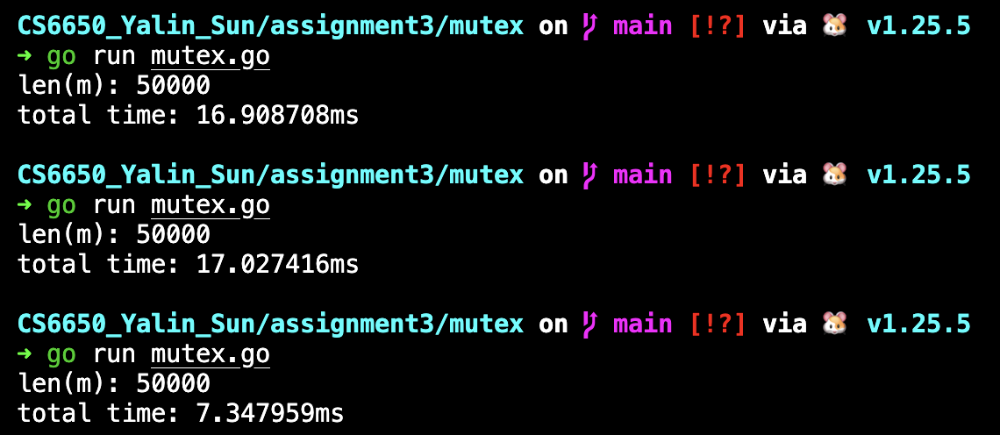 CS6650_Yalin_Sun/assignment3/mutex on  main [!?] via 🐹 v1.25.5
➜ go run mutex.go
len(m): 50000
total time: 16.908708ms
CS6650_Yalin_Sun/assignment3/mutex on  main [!?] via 🐹 v1.25.5
➜ go run mutex.go
len(m): 50000
total time: 17.027416ms
CS6650_Yalin_Sun/assignment3/mutex on  main [!?] via 🐹 v1.25.5
➜ go run mutex.go
len(m): 50000
total time: 7.347959ms